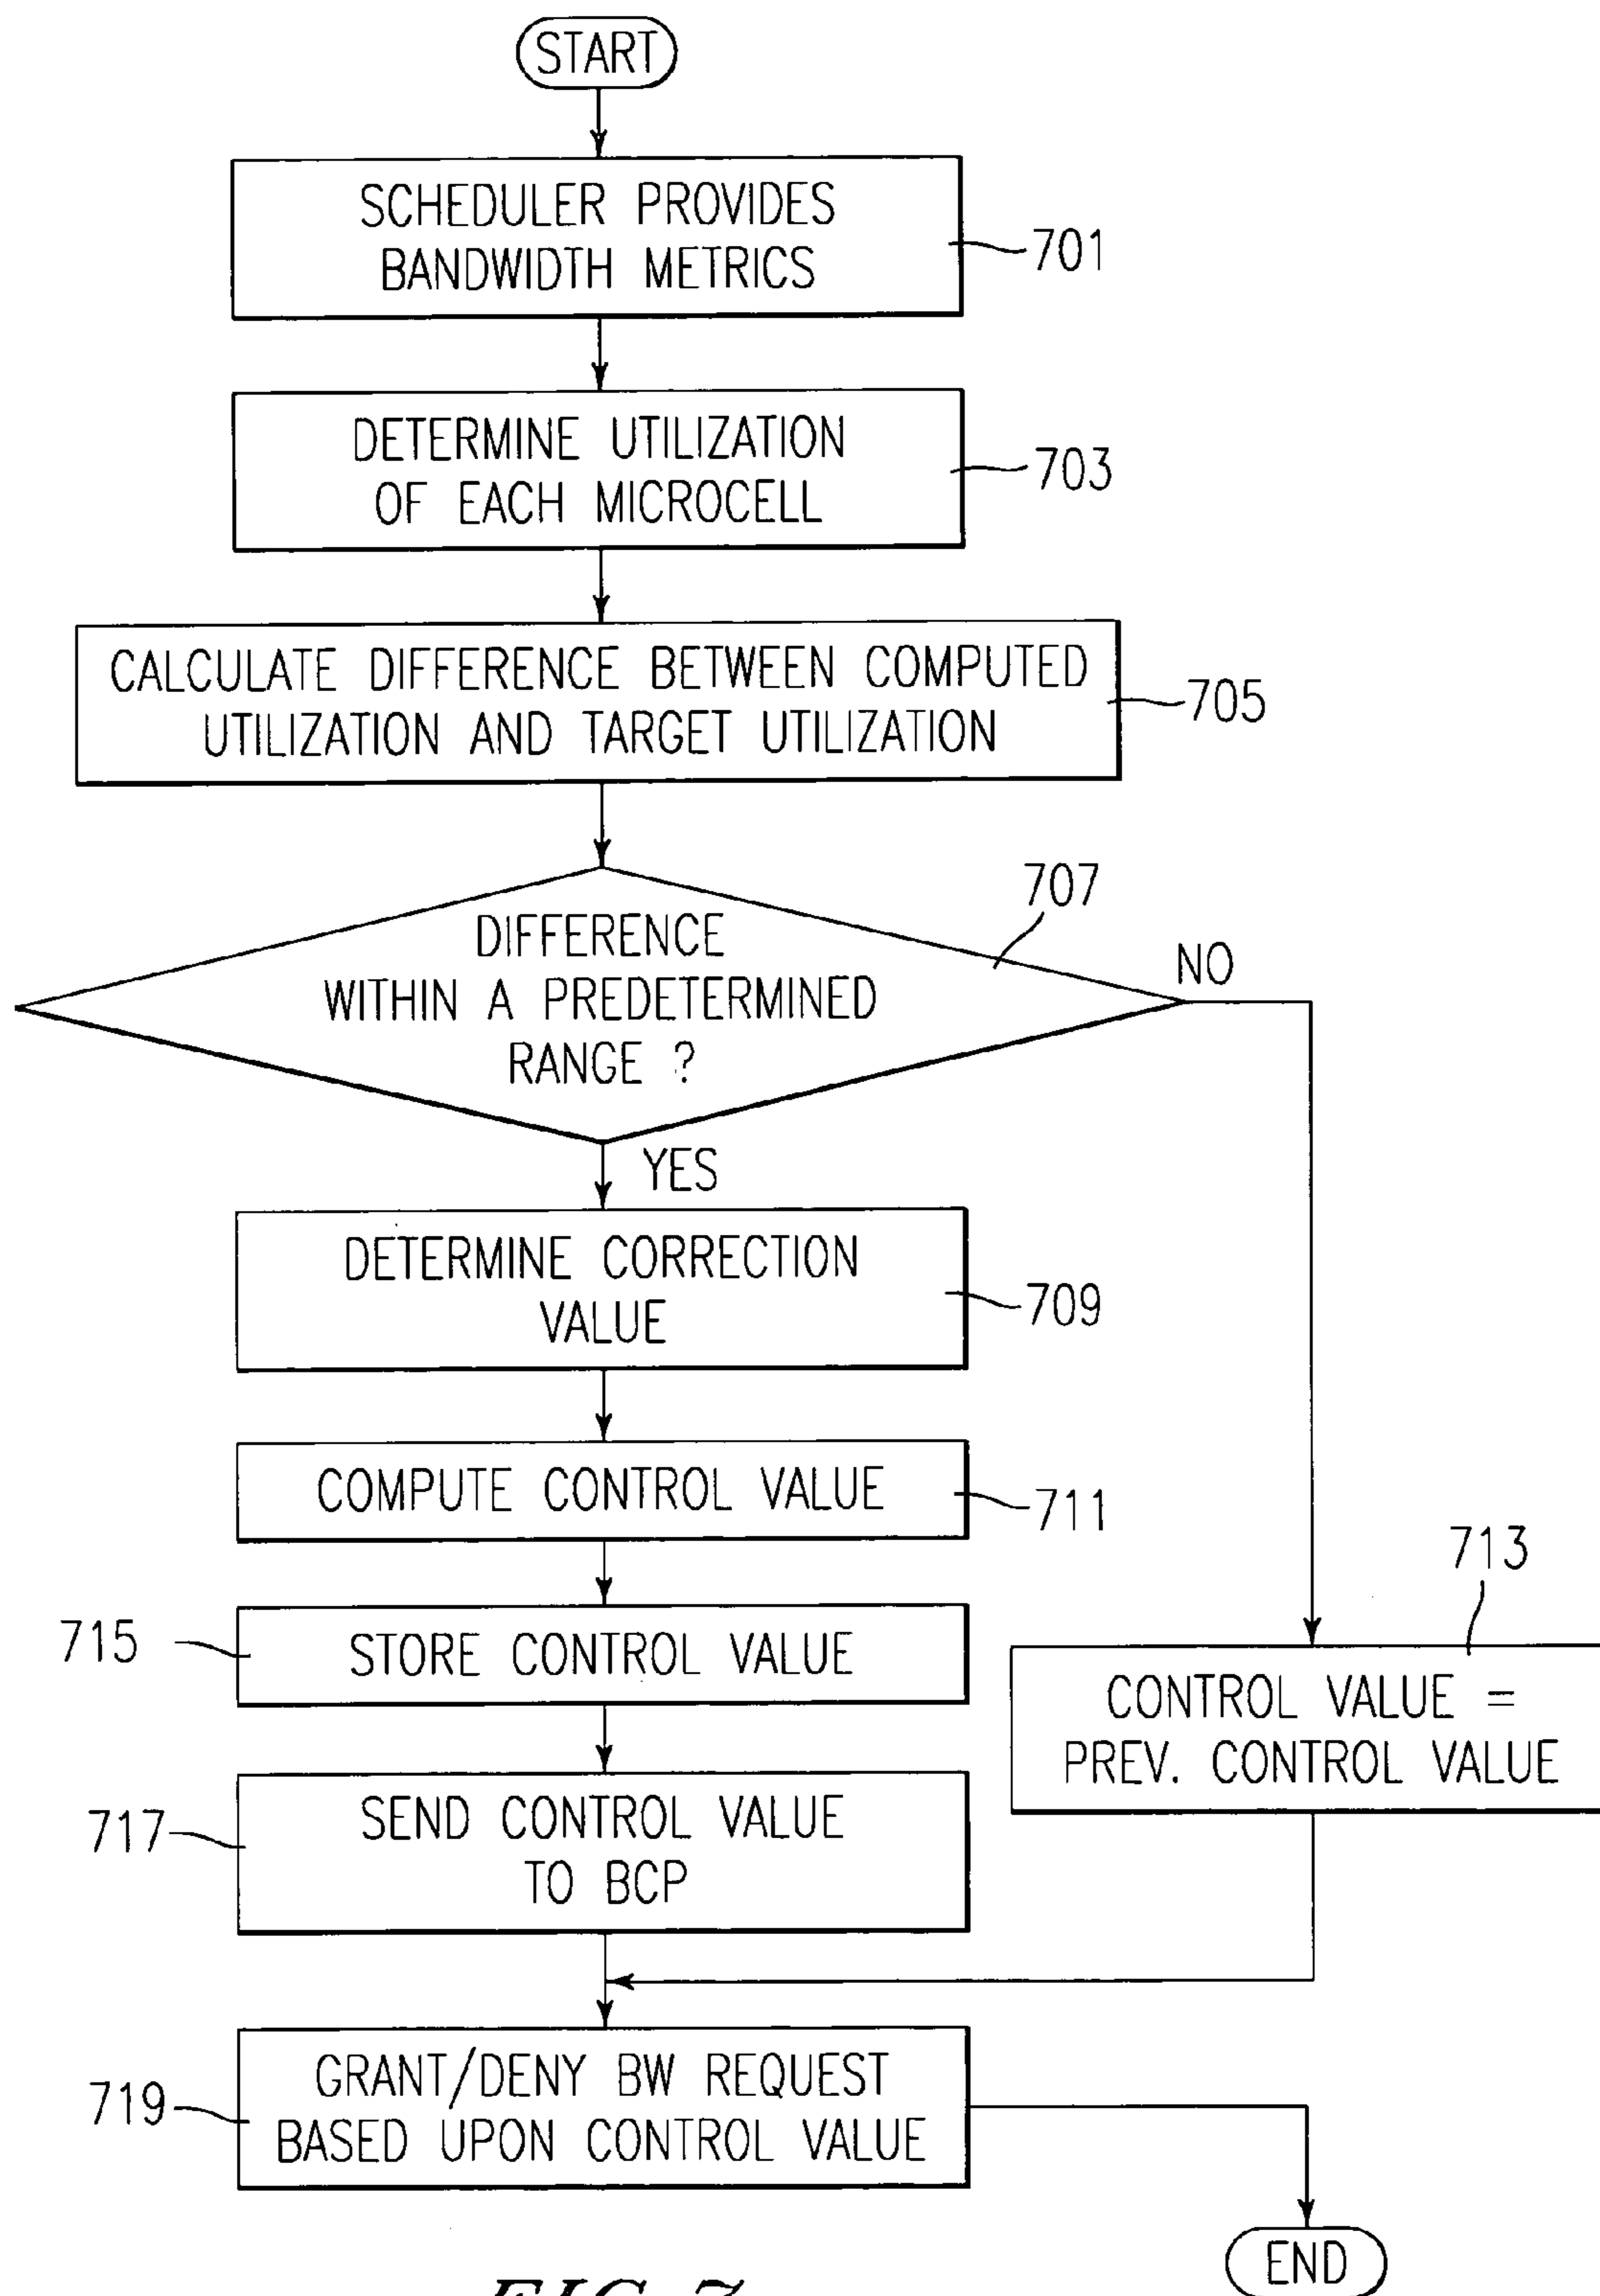 START
SCHEDULER PROVIDES
BANDWIDTH METRICS
701
DETERMINE UTILIZATION
OF EACH MICROCELL
703
CALCULATE DIFFERENCE BETWEEN COMPUTED
UTILIZATION AND TARGET UTILIZATION
705
707
DIFFERENCE
WITHIN A PREDETERMINED
RANGE ?
NO
YES
DETERMINE CORRECTION
VALUE
709
COMPUTE CONTROL VALUE
711
713
715
STORE CONTROL VALUE
CONTROL VALUE =
PREV. CONTROL VALUE
717
SEND CONTROL VALUE
TO BCP
719
GRANT/DENY BW REQUEST
BASED UPON CONTROL VALUE
END
FIG. 7